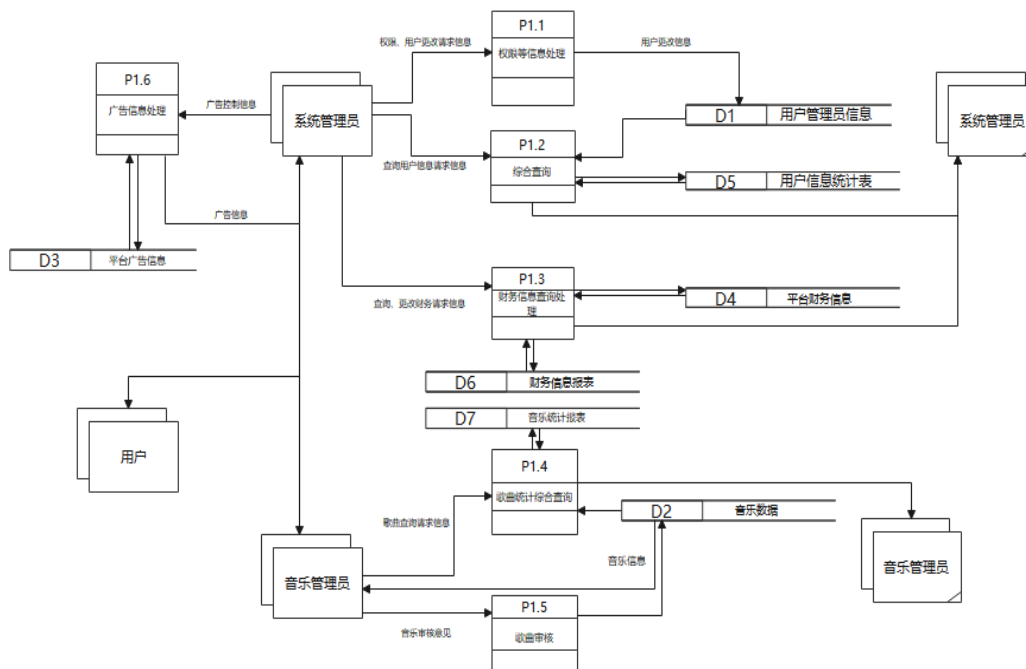 P1.1
权限、用户更改请求信息
用户更改信息
权限等信息处理
P1.6
广告信息处理
广告控制信息
系统管理员
系统管理员
D1 用户管理员信息
P1.2
查询用户信息请求信息
综合查询
D5 用户信息统计表
广告信息
D3 平台广告信息
P1.3
查询、更改财务请求信息
财务信息查询处
理
D4 平台财务信息
D6 财务信息报表
D7 音乐统计报表
用户
P1.4
歌曲统计综合查询
D2 音乐数据
歌曲查询请求信息
音乐信息
音乐管理员
音乐管理员
P1.5
音乐审核意见
歌曲审核